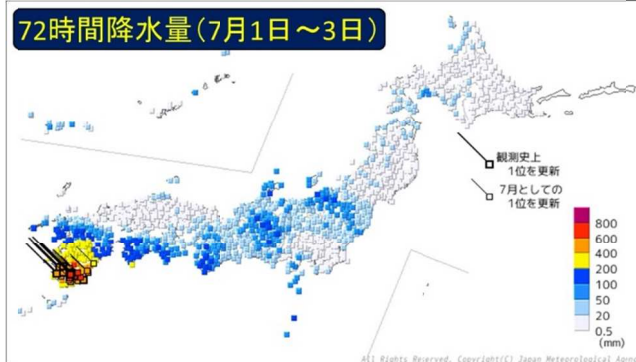 72時間降水量(7月1日～3日)
観測史上
1位を更新
7月としての
1位を更新
800
600
400
200
100
50
20
0.5
(mm)
All Rights Reserved, Copyright(C) Japan Meteorological Agency